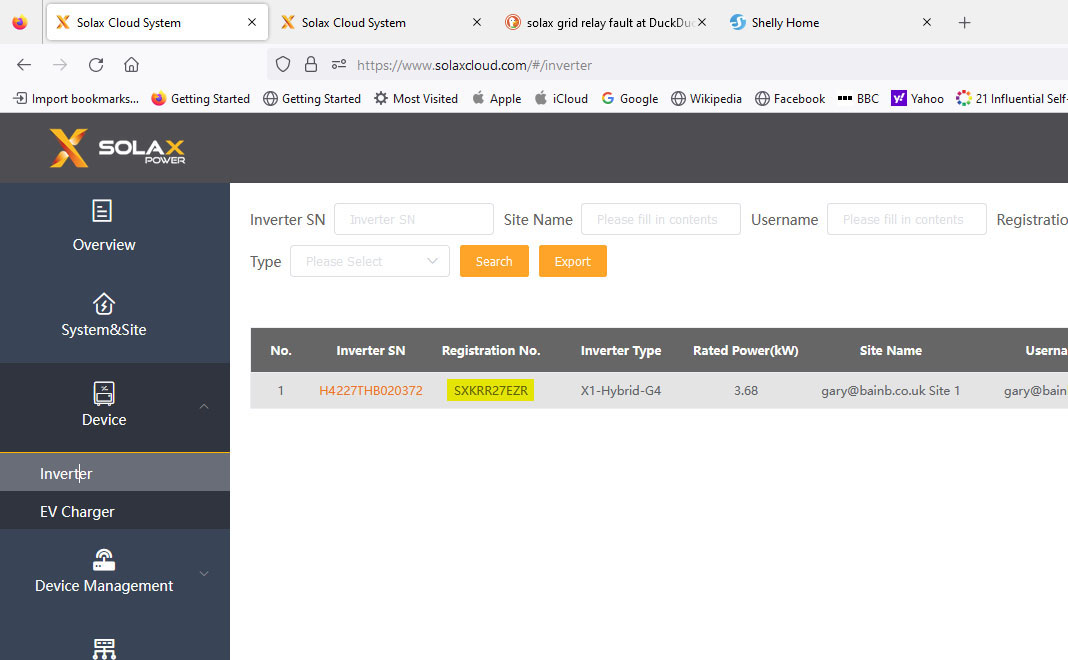 Solax Cloud System
Solax Cloud System
solax grid relay fault at DuckDuc
Shelly Home
https://www.solaxcloud.com/#/inverter
Import bookmarks... Getting Started Getting Started Most Visited Apple iCloud Google Wikipedia Facebook BBC Yahoo 21 Influential Self-
SOLAX
POWER
Overview
System&Site
Device
Inverter
EV Charger
Device Management
Inverter SN Inverter SN Site Name Please fill in contents Username Please fill in contents Registratio
Type Please Select Search Export
No. Inverter SN Registration No. Inverter Type Rated Power(kW) Site Name Userna
1 H4227THB020372 SXKRR27EZR X1-Hybrid-G4 3.68 gary@bainb.co.uk Site 1 gary@bain